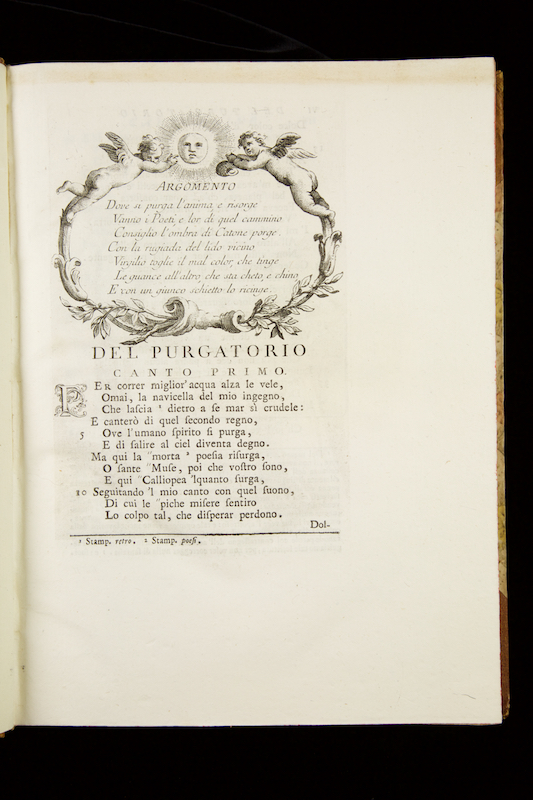 ARGOMENTO
Dove si purga l'anima, e risorge
Vanno i Poeti, e lor di quel cammino
Consiglio l'ombra di Catone porge.
Con la rugiada del lido vicino
Virgilio toglie il mal color, che tinge
Le guance all'altro, che sta cheto, e chino,
E con un giunco schietto lo ricinge.
DEL PURGATORIO
CANTO PRIMO.
PER correr miglior' acqua alza le vele,
Omai, la navicella del mio ingegno,
Che laſcia ¹ dietro a ſe mar sì crudele:
E canterò di quel ſecondo regno,
5 Ove l'umano ſpirito ſi purga,
E di ſalire al ciel diventa degno.
Ma qui la "morta ² poeſia riſurga,
O ſante "Muſe, poi che voſtro ſono,
E qui "Calliopea 'lquanto ſurga,
10 Seguitando 'l mio canto con quel ſuono,
Di cui le "piche miſere ſentiro
Lo colpo tal, che diſperar perdono.
Dol-
¹ Stamp. retro. ² Stamp. poeſi.